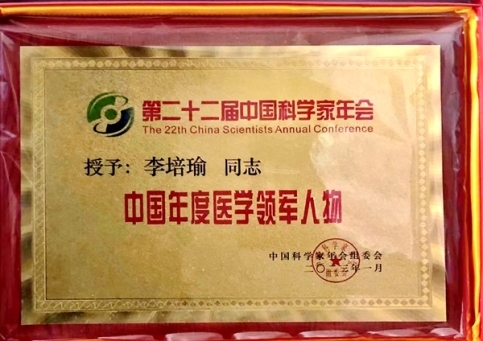 第二十二届中国科学家年会
The 22th China Scientists Annual Conference
授予：李培瑜 同志
中国年度医学领军人物
中国科学家年会组委会
年一月